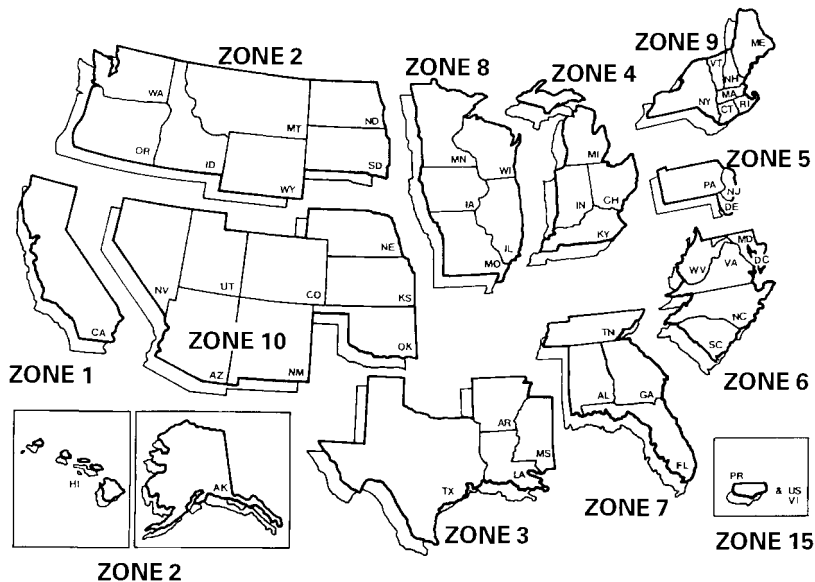 ZONE 2
WA
OR
ID
MT
WY
ND
SD
ZONE 8
MN
WI
IA
IL
MO
ZONE 4
MI
IN
OH
KY
ZONE 9
ME
VT
NH
MA
NY
CT
RI
ZONE 5
PA
NJ
DE
ZONE 1
CA
ZONE 10
NV
UT
CO
AZ
NM
NE
KS
OK
MD
DC
WV
VA
NC
SC
ZONE 6
TN
AL
GA
FL
ZONE 7
AR
MS
LA
TX
ZONE 3
HI
AK
ZONE 2
PR
& US
VI
ZONE 15